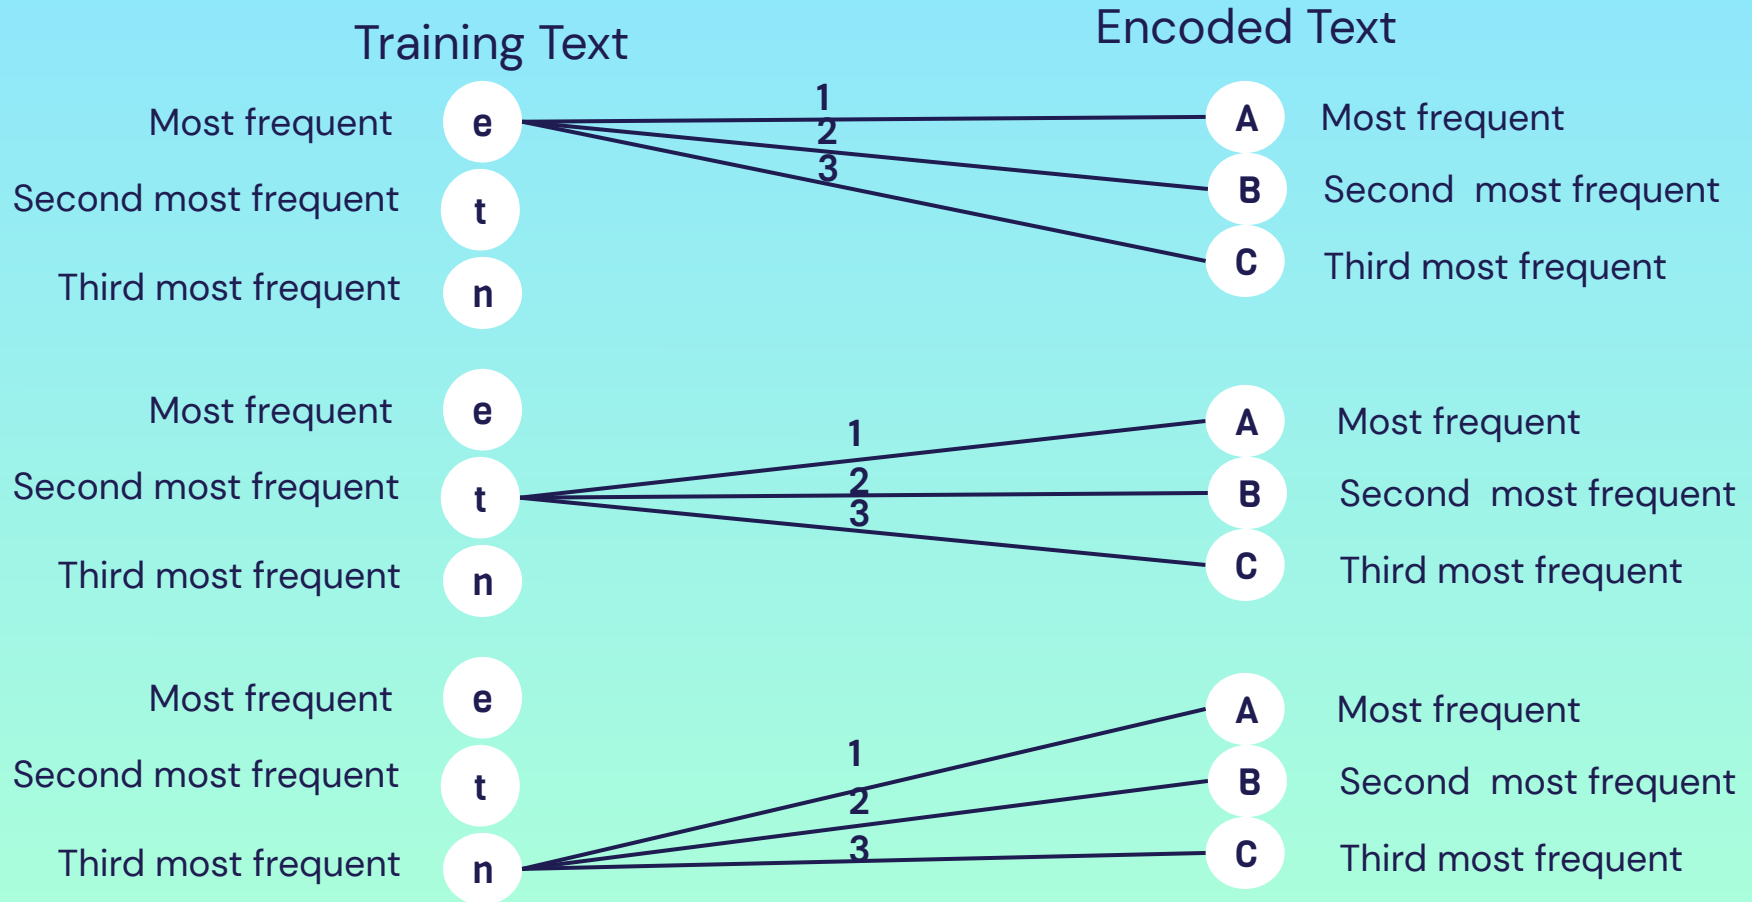 Training Text
Encoded Text
Most frequent e 1 A Most frequent
2
Second most frequent t 3 B Second most frequent
Third most frequent n C Third most frequent
Most frequent e 1 A Most frequent
Second most frequent t 2 B Second most frequent
3
Third most frequent n C Third most frequent
Most frequent e A Most frequent
1
Second most frequent t 2 B Second most frequent
Third most frequent n 3 C Third most frequent